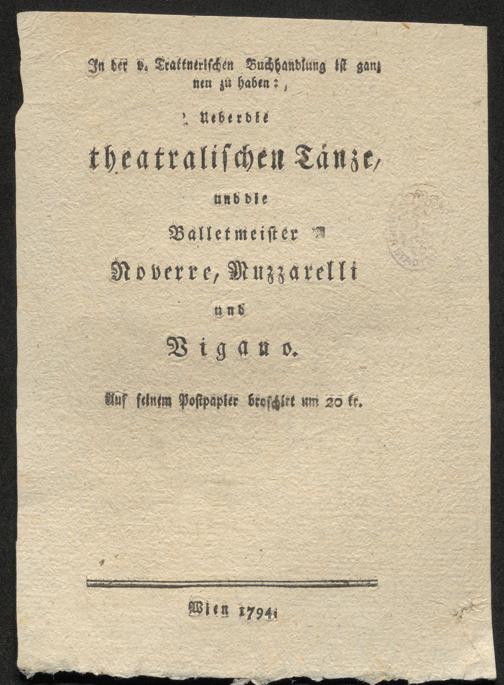 In der v. Trattnerischen Buchhandlung ist ganz
neu zu haben:
Ueber die
theatralischen Tänze,
und die
Balletmeister
Noverre, Muzzarelli
und
Vigano.
Auf feinem Postpapier broschirt um 20 kr.
Wien 1794.